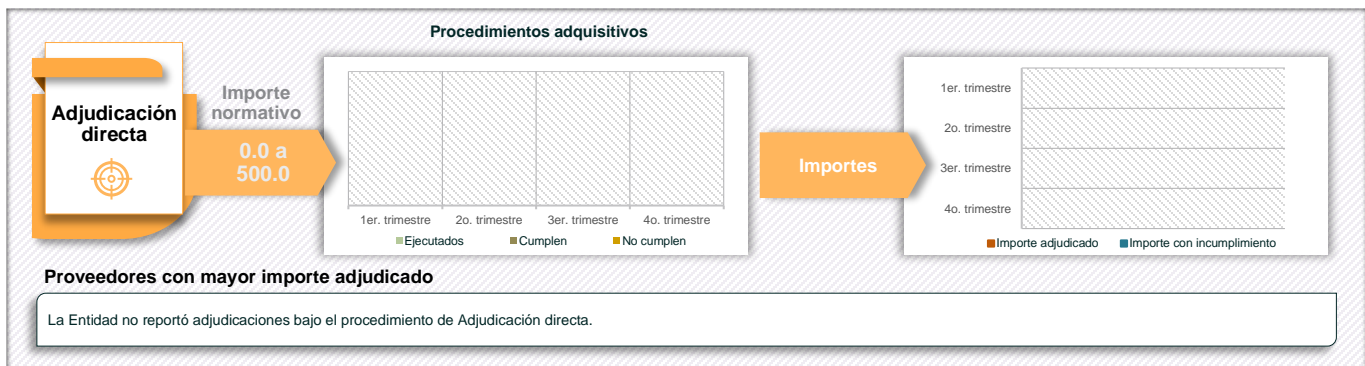 Procedimientos adquisitivos
Adjudicación
directa
Importe
normativo
0.0 a
500.0
1er. trimestre
2o. trimestre
3er. trimestre
4o. trimestre
Ejecutados
Cumplen
No cumplen
Importes
1er. trimestre
2o. trimestre
3er. trimestre
4o. trimestre
Importe adjudicado
Importe con incumplimiento
Proveedores con mayor importe adjudicado
La Entidad no reportó adjudicaciones bajo el procedimiento de Adjudicación directa.